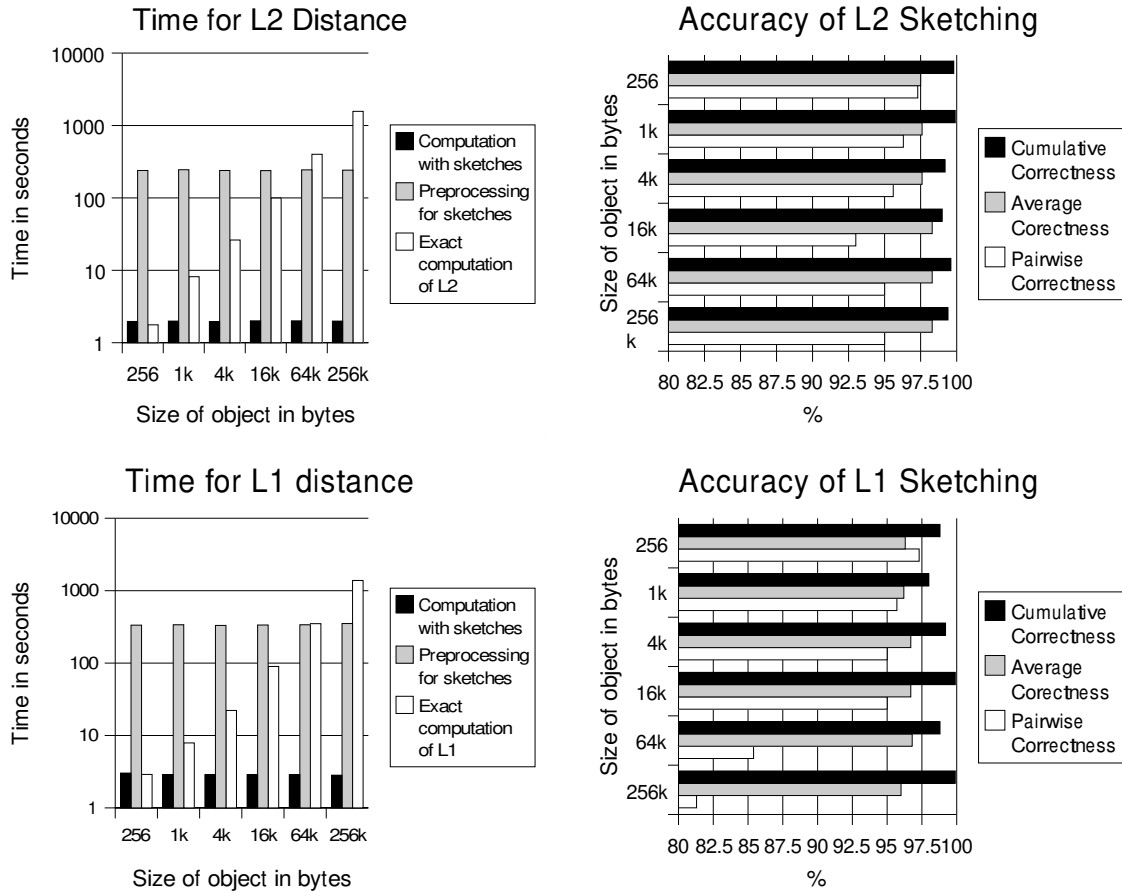 Time for L2 Distance
10000
1000
100
10
1
Time in seconds
256 1k 4k 16k 64k 256k
Size of object in bytes
Computation
with sketches
Preprocessing
for sketches
Exact
computation
of L2
Accuracy of L2 Sketching
Size of object in bytes
256
1k
4k
16k
64k
256
k
80 82.5 85 87.5 90 92.5 95 97.5 100
%
Cumulative
Correctness
Average
Corectness
Pairwise
Correctness
Time for L1 distance
10000
1000
100
10
1
Time in seconds
256 1k 4k 16k 64k 256k
Size of object in bytes
Computation
with sketches
Preprocessing
for sketches
Exact
computation
of L1
Accuracy of L1 Sketching
Size of object in bytes
256
1k
4k
16k
64k
256k
80 82.5 85 87.5 90 92.5 95 97.5 100
%
Cumulative
Correctness
Average
Corectness
Pairwise
Correctness